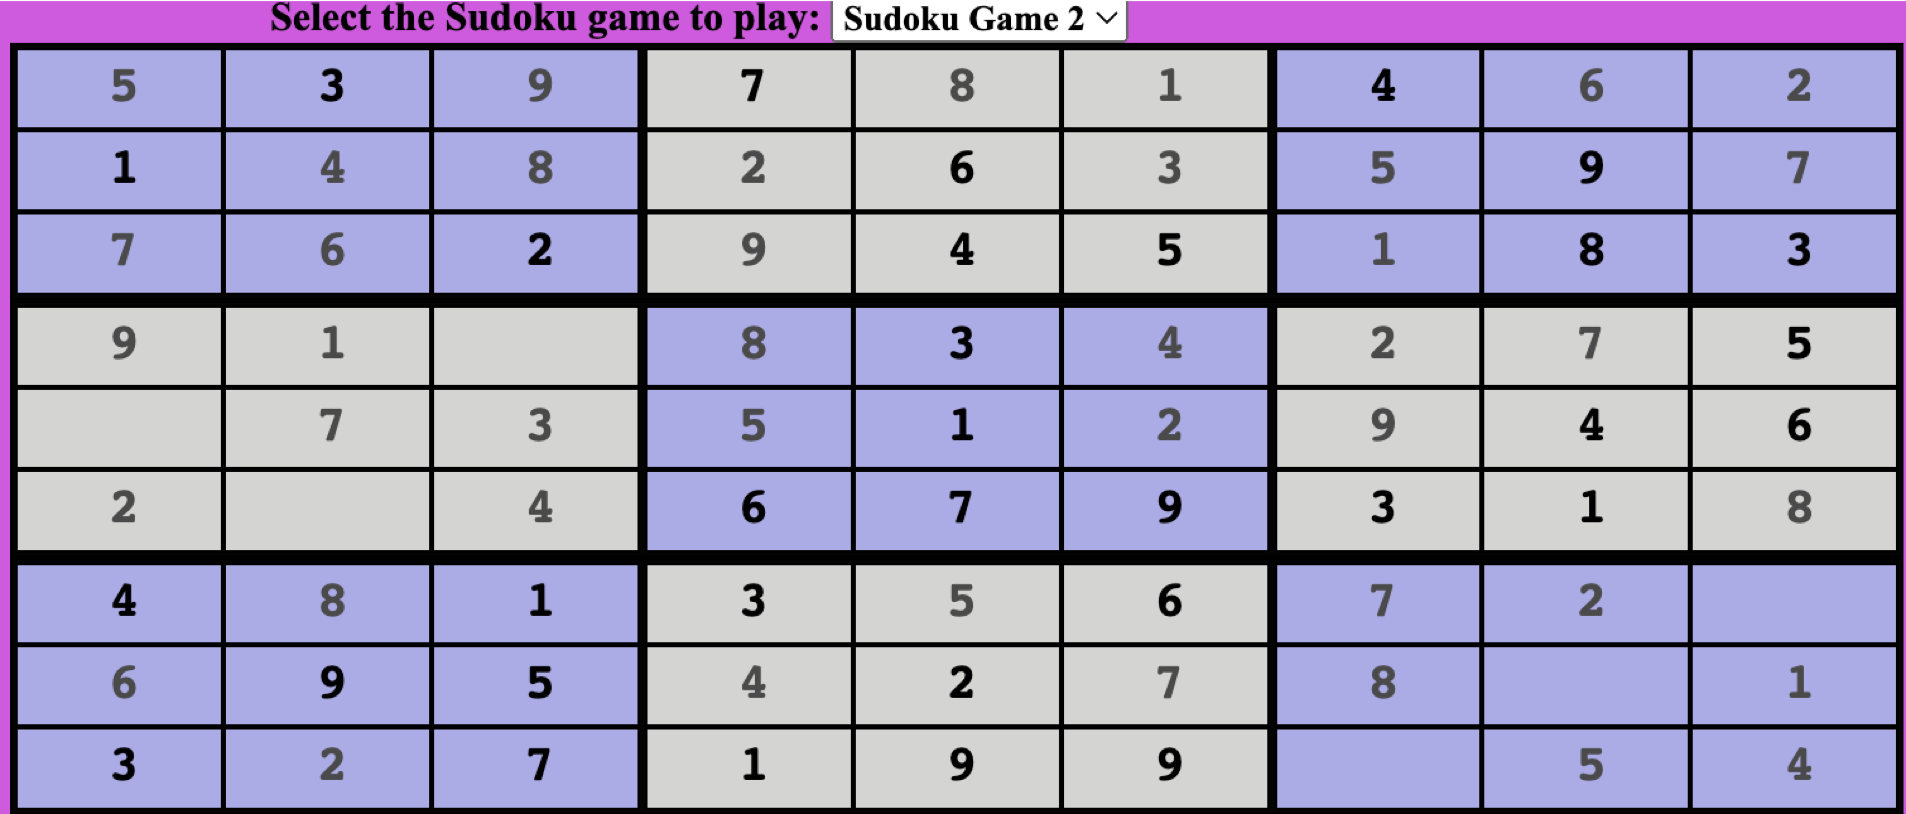 Select the Sudoku game to play: Sudoku Game 2
5 3 9 7 8 1 4 6 2
1 4 8 2 6 3 5 9 7
7 6 2 9 4 5 1 8 3
9 1 8 3 4 2 7 5
7 3 5 1 2 9 4 6
2 4 6 7 9 3 1 8
4 8 1 3 5 6 7 2
6 9 5 4 2 7 8 1
3 2 7 1 9 9 5 4